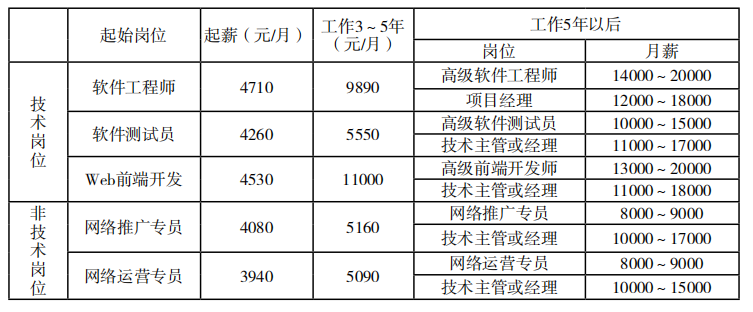 起始岗位 起薪（元/月） 工作3～5年（元/月） 工作5年以后
岗位 月薪
技术岗位
软件工程师 4710 9890 高级软件工程师 14000～20000
项目经理 12000～18000
软件测试员 4260 5550 高级软件测试员 10000～15000
技术主管或经理 11000～17000
Web前端开发 4530 11000 高级前端开发师 13000～20000
技术主管或经理 11000～18000
非技术岗位
网络推广专员 4080 5160 网络推广专员 8000～9000
技术主管或经理 10000～17000
网络运营专员 3940 5090 网络运营专员 8000～9000
技术主管或经理 10000～15000